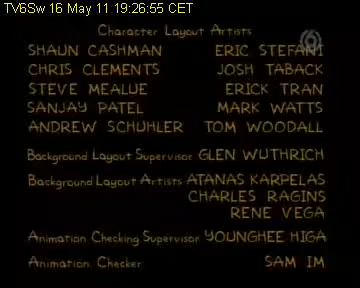 TV6Sw 16 May 11 19:26:55 CET
Character Layout Artists
SHAUN CASHMAN ERIC STEFANI
CHRIS CLEMENTS JOSH TABACK
STEVE MEALUE ERICK TRAN
SANJAY PATEL MARK WATTS
ANDREW SCHUHLER TOM WOODALL
Background Layout Supervisor GLEN WUTHRICH
Background Layout Artists ATANAS KARPELAS
CHARLES RAGINS
RENE VEGA
Animation Checking Supervisor YOUNGHEE HIGA
Animation Checker SAM IM